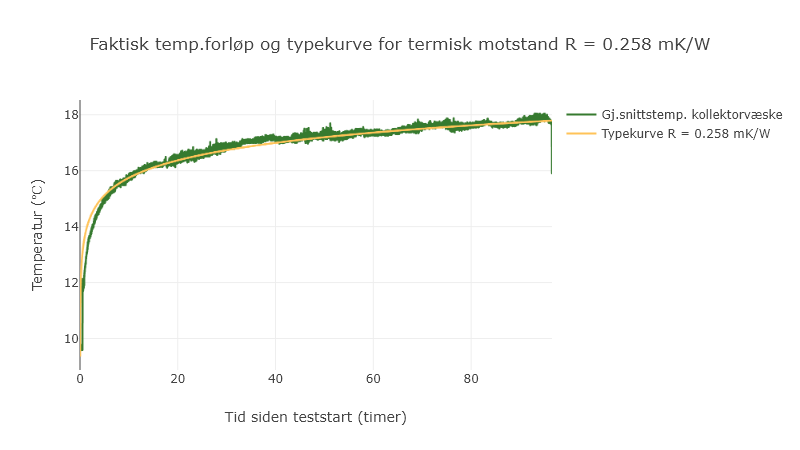 Faktisk temp.forløp og typekurve for termisk motstand R = 0.258 mK/W
Gj.snittstemp. kollektorvæske
Typekurve R = 0.258 mK/W
Temperatur (℃)
18
16
14
12
10
0
20
40
60
80
Tid siden teststart (timer)